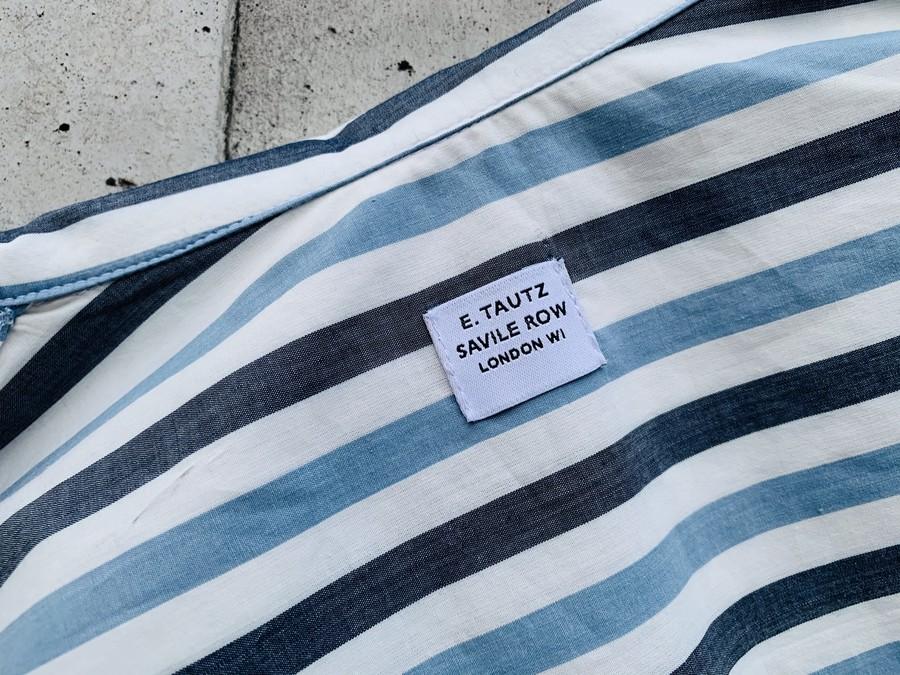 E. TAUTZ
SAVILE ROW
LONDON W1